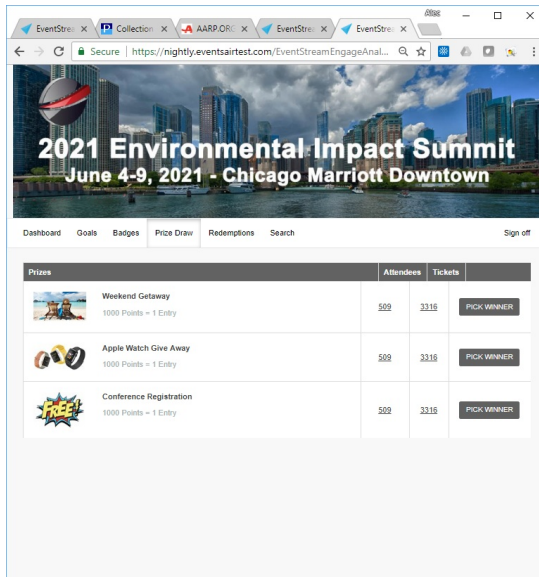 Alec
EventStrea
Collection
AARP.ORG
EventStrea
EventStrea
Secure
https://nightly.eventsairtest.com/EventStreamEngageAnal...
2021 Environmental Impact Summit
June 4-9, 2021 - Chicago Marriott Downtown
Dashboard Goals Badges Prize Draw Redemptions Search Sign off
Prizes Attendees Tickets
Weekend Getaway
1000 Points = 1 Entry
509 3316 PICK WINNER
Apple Watch Give Away
1000 Points = 1 Entry
509 3316 PICK WINNER
FREE!
Conference Registration
1000 Points = 1 Entry
509 3316 PICK WINNER